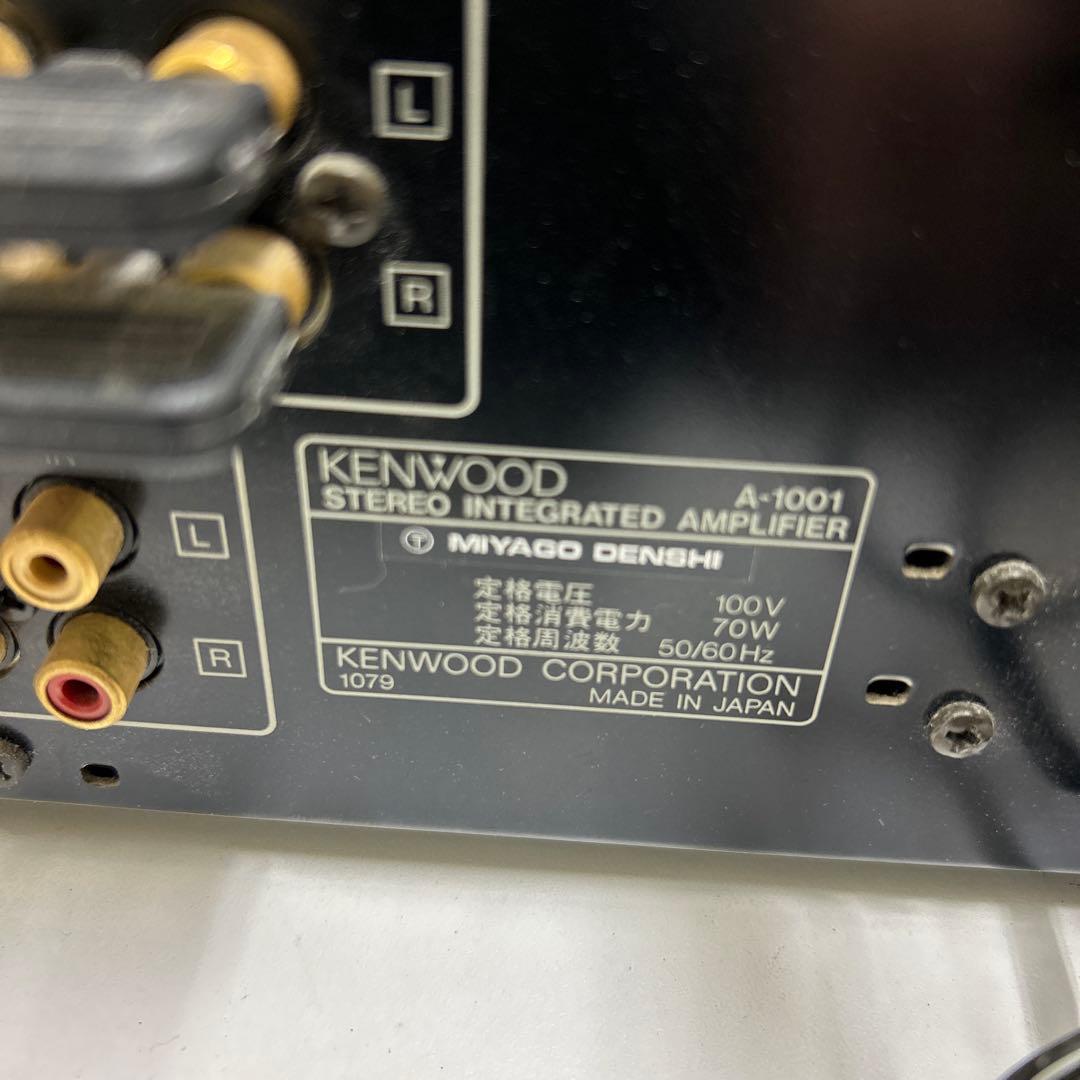 L
R
L
R
KENWOOD A-1001
STEREO INTEGRATED AMPLIFIER
T MIYAGO DENSHI
定格電圧 100V
定格消費電力 70W
定格周波数 50/60Hz
KENWOOD CORPORATION
1079 MADE IN JAPAN